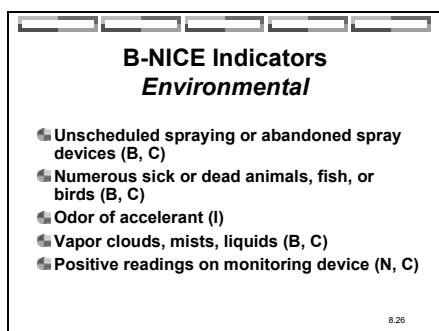 B-NICE Indicators
Environmental
Unscheduled spraying or abandoned spray
devices (B, C)
Numerous sick or dead animals, fish, or
birds (B, C)
Odor of accelerant (I)
Vapor clouds, mists, liquids (B, C)
Positive readings on monitoring device (N, C)
8.26